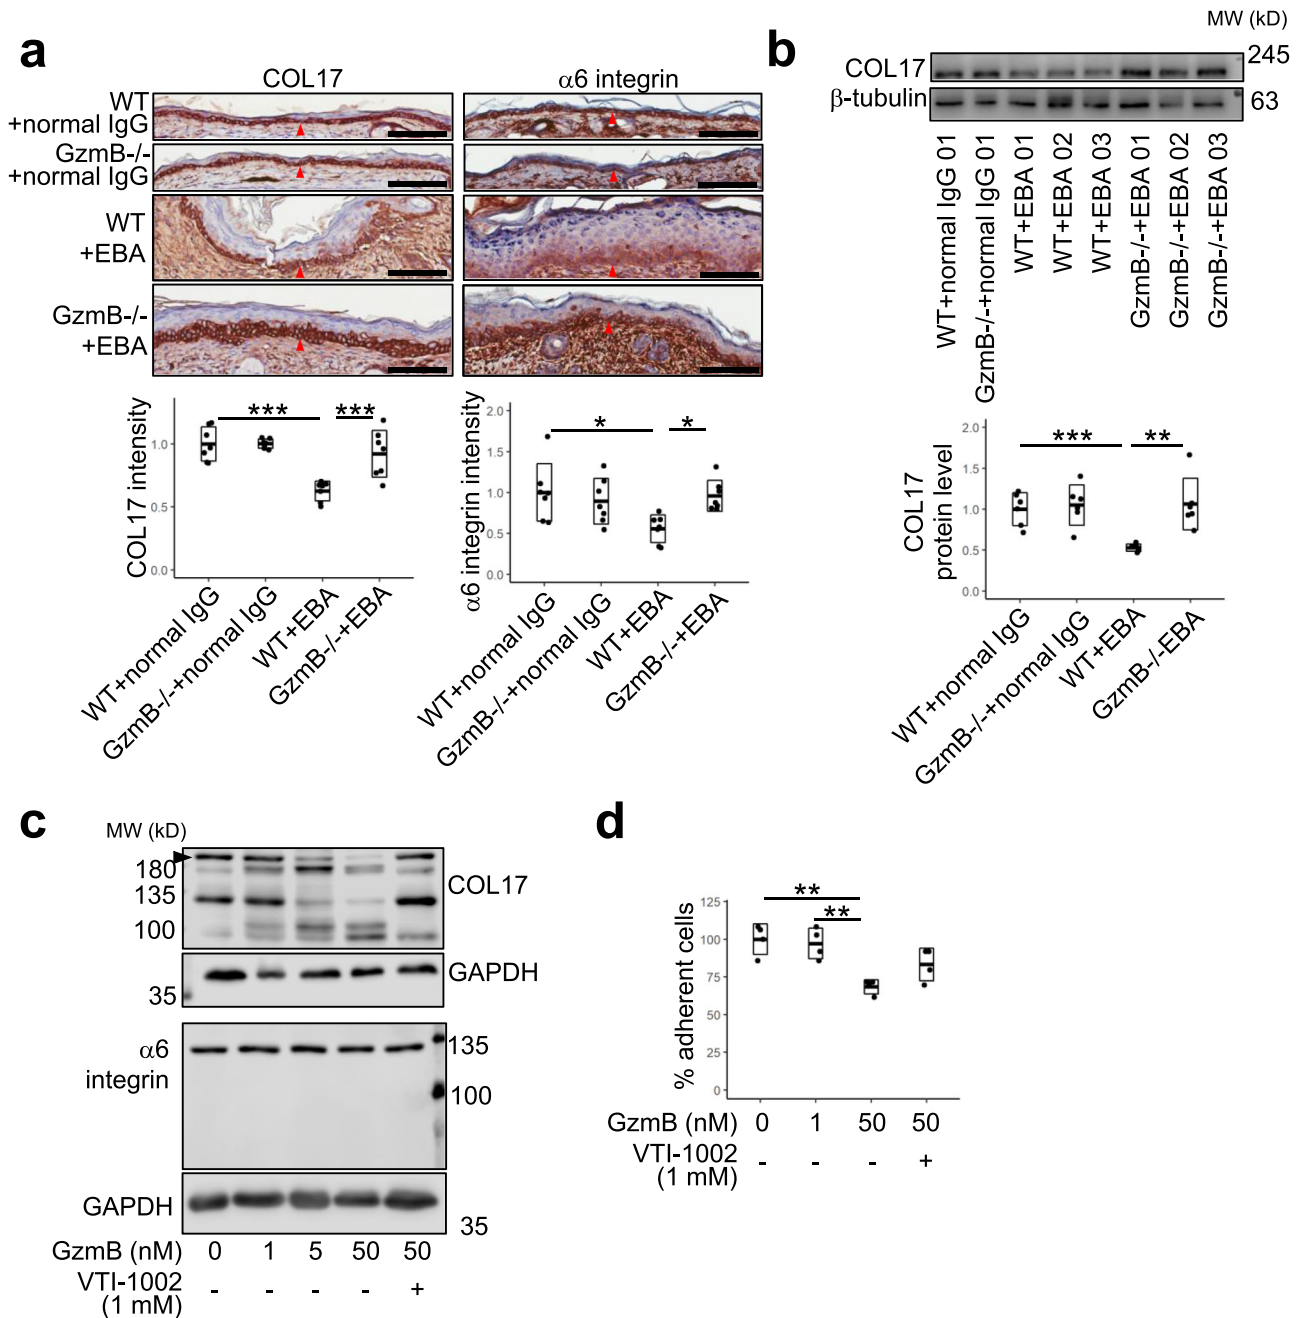 a
COL17
α6 integrin
WT
+normal IgG
GzmB-/-
+normal IgG
WT
+EBA
GzmB-/-
+EBA
COL17 intensity
1.0
0.5
0.0
*** ***
WT+normal IgG
GzmB-/-+normal IgG
WT+EBA
GzmB-/-+EBA
α6 integrin intensity
2.0
1.5
1.0
0.5
0.0
* *
WT+normal IgG
GzmB-/-+normal IgG
WT+EBA
GzmB-/-+EBA
b
MW (kD)
COL17
245
β-tubulin
63
WT+normal IgG 01
GzmB-/-+normal IgG 01
WT+EBA 01
WT+EBA 02
WT+EBA 03
GzmB-/-+EBA 01
GzmB-/-+EBA 02
GzmB-/-+EBA 03
COL17
protein level
2.0
1.5
1.0
0.5
0.0
*** **
WT+normal IgG
GzmB-/-+normal IgG
WT+EBA
GzmB-/-EBA
c
MW (kD)
180
135
100
COL17
35
GAPDH
α6
integrin
135
100
GAPDH
35
GzmB (nM) 0 1 5 50 50
VTI-1002
(1 mM)
- - - - +
d
% adherent cells
125
100
75
50
25
0
**
**
GzmB (nM) 0 1 50 50
VTI-1002
(1 mM)
- - - +